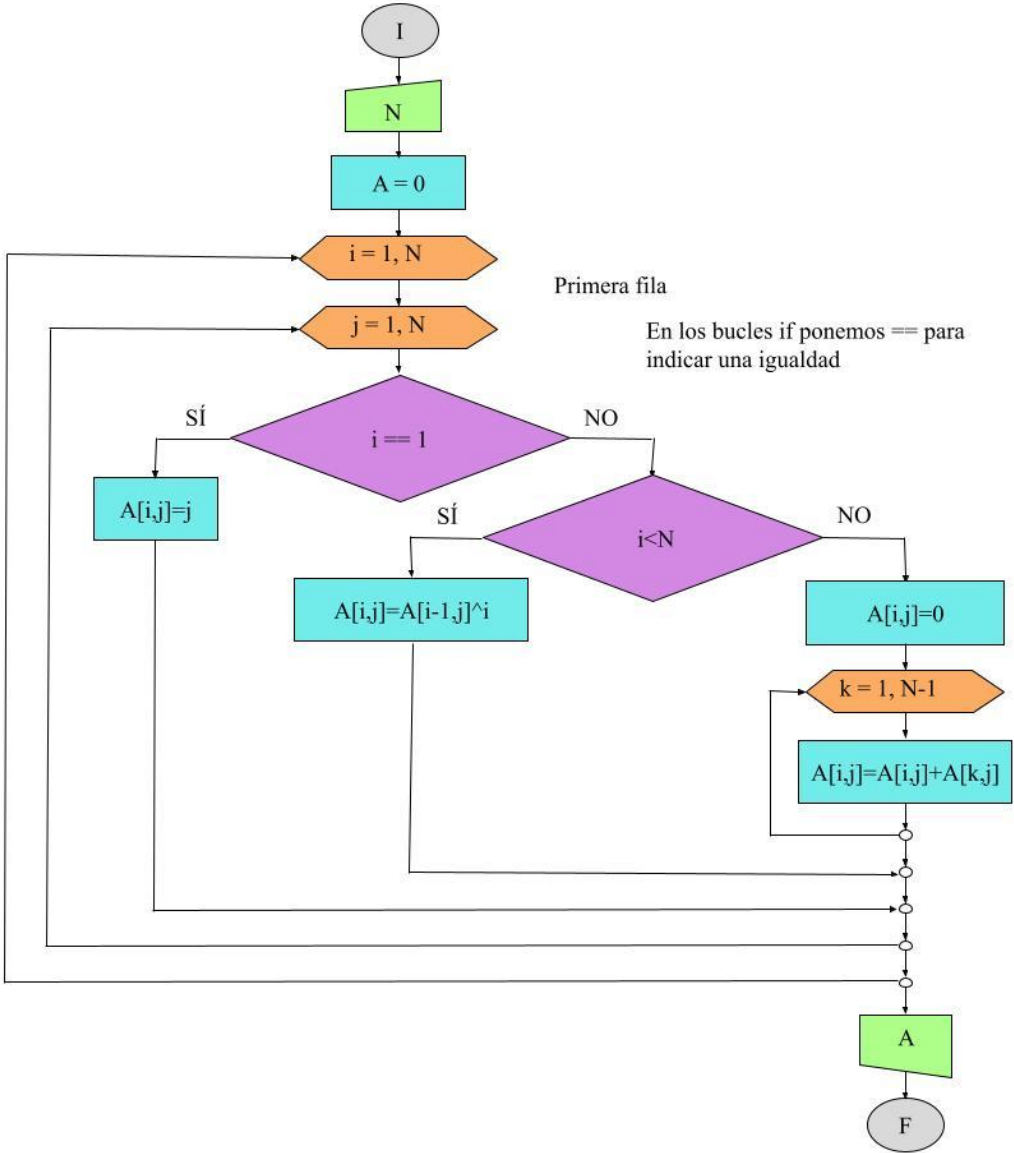 I
N
A = 0
i = 1, N
Primera fila
j = 1, N
En los bucles if ponemos == para
indicar una igualdad
SÍ
NO
i == 1
A[i,j]=j
SÍ
NO
i<N
A[i,j]=A[i-1,j]^i
A[i,j]=0
k = 1, N-1
A[i,j]=A[i,j]+A[k,j]
A
F